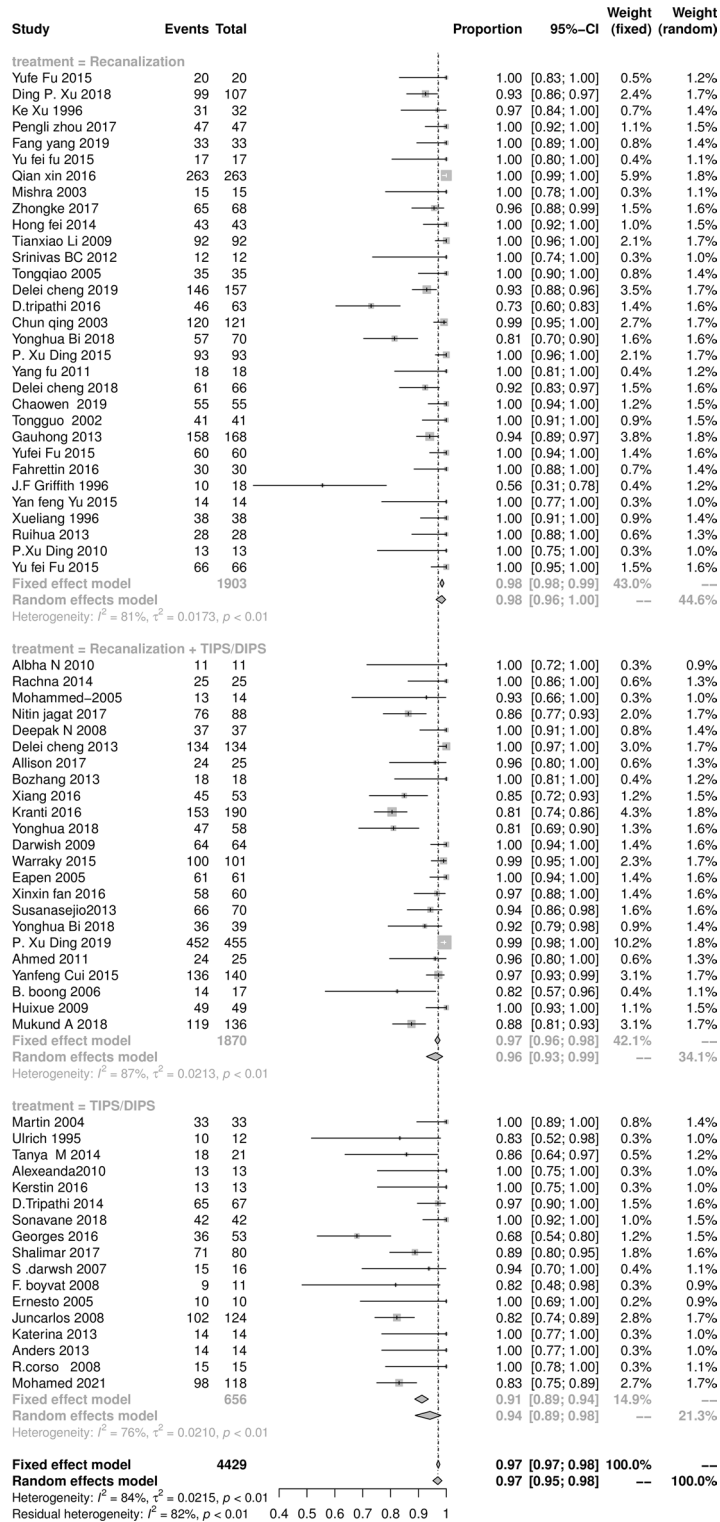 Weight Weight
Study Events Total Proportion 95%−CI (fixed) (random)
treatment = Recanalization
Yufe Fu 2015 20 20 1.00 [0.83; 1.00] 0.5% 1.2%
Ding P. Xu 2018 99 107 0.93 [0.86; 0.97] 2.4% 1.7%
Ke Xu 1996 31 32 0.97 [0.84; 1.00] 0.7% 1.4%
Pengli zhou 2017 47 47 1.00 [0.92; 1.00] 1.1% 1.5%
Fang yang 2019 33 33 1.00 [0.89; 1.00] 0.8% 1.4%
Yu fei fu 2015 17 17 1.00 [0.80; 1.00] 0.4% 1.1%
Qian xin 2016 263 263 1.00 [0.99; 1.00] 5.9% 1.8%
Mishra 2003 15 15 1.00 [0.78; 1.00] 0.3% 1.1%
Zhongke 2017 65 68 0.96 [0.88; 0.99] 1.5% 1.6%
Hong fei 2014 43 43 1.00 [0.92; 1.00] 1.0% 1.5%
Tianxiao Li 2009 92 92 1.00 [0.96; 1.00] 2.1% 1.7%
Srinivas BC 2012 12 12 1.00 [0.74; 1.00] 0.3% 1.0%
Tongqiao 2005 35 35 1.00 [0.90; 1.00] 0.8% 1.4%
Delei cheng 2019 146 157 0.93 [0.88; 0.96] 3.5% 1.7%
D.tripathi 2016 46 63 0.73 [0.60; 0.83] 1.4% 1.6%
Chun qing 2003 120 121 0.99 [0.95; 1.00] 2.7% 1.7%
Yonghua Bi 2018 57 70 0.81 [0.70; 0.90] 1.6% 1.6%
P. Xu Ding 2015 93 93 1.00 [0.96; 1.00] 2.1% 1.7%
Yang fu 2011 18 18 1.00 [0.81; 1.00] 0.4% 1.2%
Delei cheng 2018 61 66 0.92 [0.83; 0.97] 1.5% 1.6%
Chaowen 2019 55 55 1.00 [0.94; 1.00] 1.2% 1.5%
Tongguo 2002 41 41 1.00 [0.91; 1.00] 0.9% 1.5%
Gauhong 2013 158 168 0.94 [0.89; 0.97] 3.8% 1.7%
Yufei Fu 2015 60 60 1.00 [0.94; 1.00] 1.4% 1.6%
Fahrettin 2016 30 30 1.00 [0.88; 1.00] 0.7% 1.4%
J.F Griffith 1996 10 18 0.56 [0.31; 0.78] 0.4% 1.2%
Yan feng Yu 2015 14 14 1.00 [0.77; 1.00] 0.3% 1.0%
Xueliang 1996 38 38 1.00 [0.91; 1.00] 0.9% 1.4%
Ruihua 2013 28 28 1.00 [0.88; 1.00] 0.6% 1.3%
P.Xu Ding 2010 13 13 1.00 [0.75; 1.00] 0.3% 1.0%
Yu fei Fu 2015 66 66 1.00 [0.95; 1.00] 1.5% 1.6%
Fixed effect model 1903 0.98 [0.98; 0.99] 43.0% −−
Random effects model 0.98 [0.96; 1.00] −− 44.6%
Heterogeneity: I² = 81%, τ² = 0.0173, p < 0.01
treatment = Recanalization + TIPS/DIPS
Albha N 2010 11 11 1.00 [0.72; 1.00] 0.3% 0.9%
Rachna 2014 25 25 1.00 [0.86; 1.00] 0.6% 1.3%
Mohammed−2005 13 14 0.93 [0.66; 1.00] 0.3% 1.0%
Nitin jagat 2017 76 88 0.86 [0.77; 0.93] 2.0% 1.7%
Deepak N 2008 37 37 1.00 [0.91; 1.00] 0.8% 1.4%
Delei cheng 2013 134 134 1.00 [0.97; 1.00] 3.0% 1.7%
Allison 2017 24 25 0.96 [0.80; 1.00] 0.6% 1.3%
Bozhang 2013 18 18 1.00 [0.81; 1.00] 0.4% 1.2%
Xiang 2016 45 53 0.85 [0.72; 0.93] 1.2% 1.5%
Kranti 2016 153 190 0.81 [0.74; 0.86] 4.3% 1.8%
Yonghua 2018 47 58 0.81 [0.69; 0.90] 1.3% 1.6%
Darwish 2009 64 64 1.00 [0.94; 1.00] 1.4% 1.6%
Warraky 2015 100 101 0.99 [0.95; 1.00] 2.3% 1.7%
Eapen 2005 61 61 1.00 [0.94; 1.00] 1.4% 1.6%
Xinxin fan 2016 58 60 0.97 [0.88; 1.00] 1.4% 1.6%
Susanasejio2013 66 70 0.94 [0.86; 0.98] 1.6% 1.6%
Yonghua Bi 2018 36 39 0.92 [0.79; 0.98] 0.9% 1.4%
P. Xu Ding 2019 452 455 0.99 [0.98; 1.00] 10.2% 1.8%
Ahmed 2011 24 25 0.96 [0.80; 1.00] 0.6% 1.3%
Yanfeng Cui 2015 136 140 0.97 [0.93; 0.99] 3.1% 1.7%
B. boong 2006 14 17 0.82 [0.57; 0.96] 0.4% 1.1%
Huixue 2009 49 49 1.00 [0.93; 1.00] 1.1% 1.5%
Mukund A 2018 119 136 0.88 [0.81; 0.93] 3.1% 1.7%
Fixed effect model 1870 0.97 [0.96; 0.98] 42.1% −−
Random effects model 0.96 [0.93; 0.99] −− 34.1%
Heterogeneity: I² = 87%, τ² = 0.0213, p < 0.01
treatment = TIPS/DIPS
Martin 2004 33 33 1.00 [0.89; 1.00] 0.8% 1.4%
Ulrich 1995 10 12 0.83 [0.52; 0.98] 0.3% 1.0%
Tanya M 2014 18 21 0.86 [0.64; 0.97] 0.5% 1.2%
Alexeanda2010 13 13 1.00 [0.75; 1.00] 0.3% 1.0%
Kerstin 2016 13 13 1.00 [0.75; 1.00] 0.3% 1.0%
D.Tripathi 2014 65 67 0.97 [0.90; 1.00] 1.5% 1.6%
Sonavane 2018 42 42 1.00 [0.92; 1.00] 1.0% 1.5%
Georges 2016 36 53 0.68 [0.54; 0.80] 1.2% 1.5%
Shalimar 2017 71 80 0.89 [0.80; 0.95] 1.8% 1.6%
S .darwsh 2007 15 16 0.94 [0.70; 1.00] 0.4% 1.1%
F. boyvat 2008 9 11 0.82 [0.48; 0.98] 0.3% 0.9%
Ernesto 2005 10 10 1.00 [0.69; 1.00] 0.2% 0.9%
Juncarlos 2008 102 124 0.82 [0.74; 0.89] 2.8% 1.7%
Katerina 2013 14 14 1.00 [0.77; 1.00] 0.3% 1.0%
Anders 2013 14 14 1.00 [0.77; 1.00] 0.3% 1.0%
R.corso 2008 15 15 1.00 [0.78; 1.00] 0.3% 1.1%
Mohamed 2021 98 118 0.83 [0.75; 0.89] 2.7% 1.7%
Fixed effect model 656 0.91 [0.89; 0.94] 14.9% −−
Random effects model 0.94 [0.89; 0.98] −− 21.3%
Heterogeneity: I² = 76%, τ² = 0.0210, p < 0.01
Fixed effect model 4429 0.97 [0.97; 0.98] 100.0% −−
Random effects model 0.97 [0.95; 0.98] −− 100.0%
Heterogeneity: I² = 84%, τ² = 0.0215, p < 0.01
Residual heterogeneity: I² = 82%, p < 0.01 0.4 0.5 0.6 0.7 0.8 0.9 1